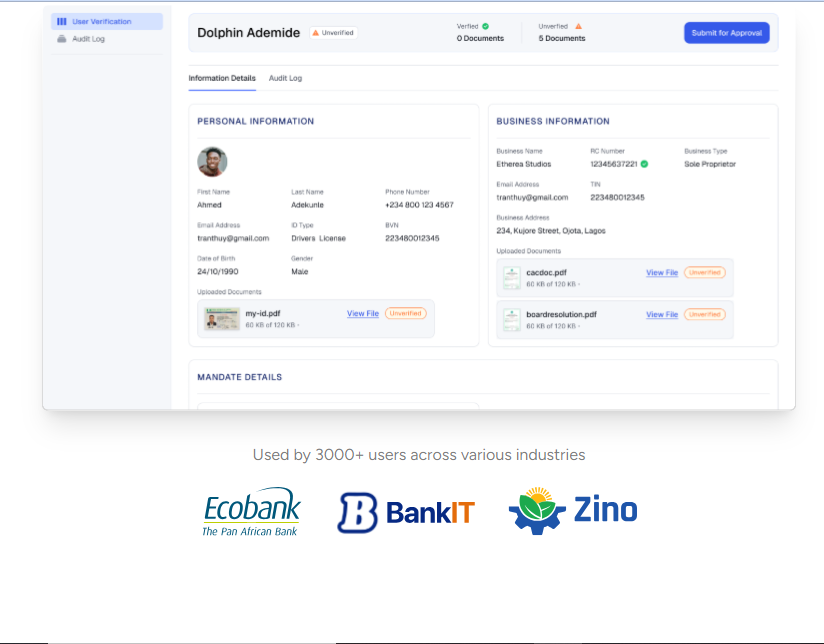 User Verification
Audit Log
Dolphin Ademide
Unverified
Verfied
0 Documents
Unverified
5 Documents
Submit for Approval
Information Details
Audit Log
PERSONAL INFORMATION
First Name
Last Name
Phone Number
Ahmed
Adekunle
+234 800 123 4567
Email Address
ID Type
BVN
tranthuy@gmail.com
Drivers License
223480012345
Date of Birth
Gender
24/10/1990
Male
Uploaded Documents
my-id.pdf
60 KB of 120 KB •
View File
Unverified
BUSINESS INFORMATION
Business Name
RC Number
Business Type
Etherea Studios
12345637221
Sole Proprietor
Email Address
TIN
tranthuy@gmail.com
223480012345
Business Address
234, Kujore Street, Ojota, Lagos
Uploaded Documents
cacdoc.pdf
60 KB of 120 KB •
View File
Unverified
boardresolution.pdf
60 KB of 120 KB •
View File
Unverified
MANDATE DETAILS
Used by 3000+ users across various industries
Ecobank
The Pan African Bank
B BankIT
Zino